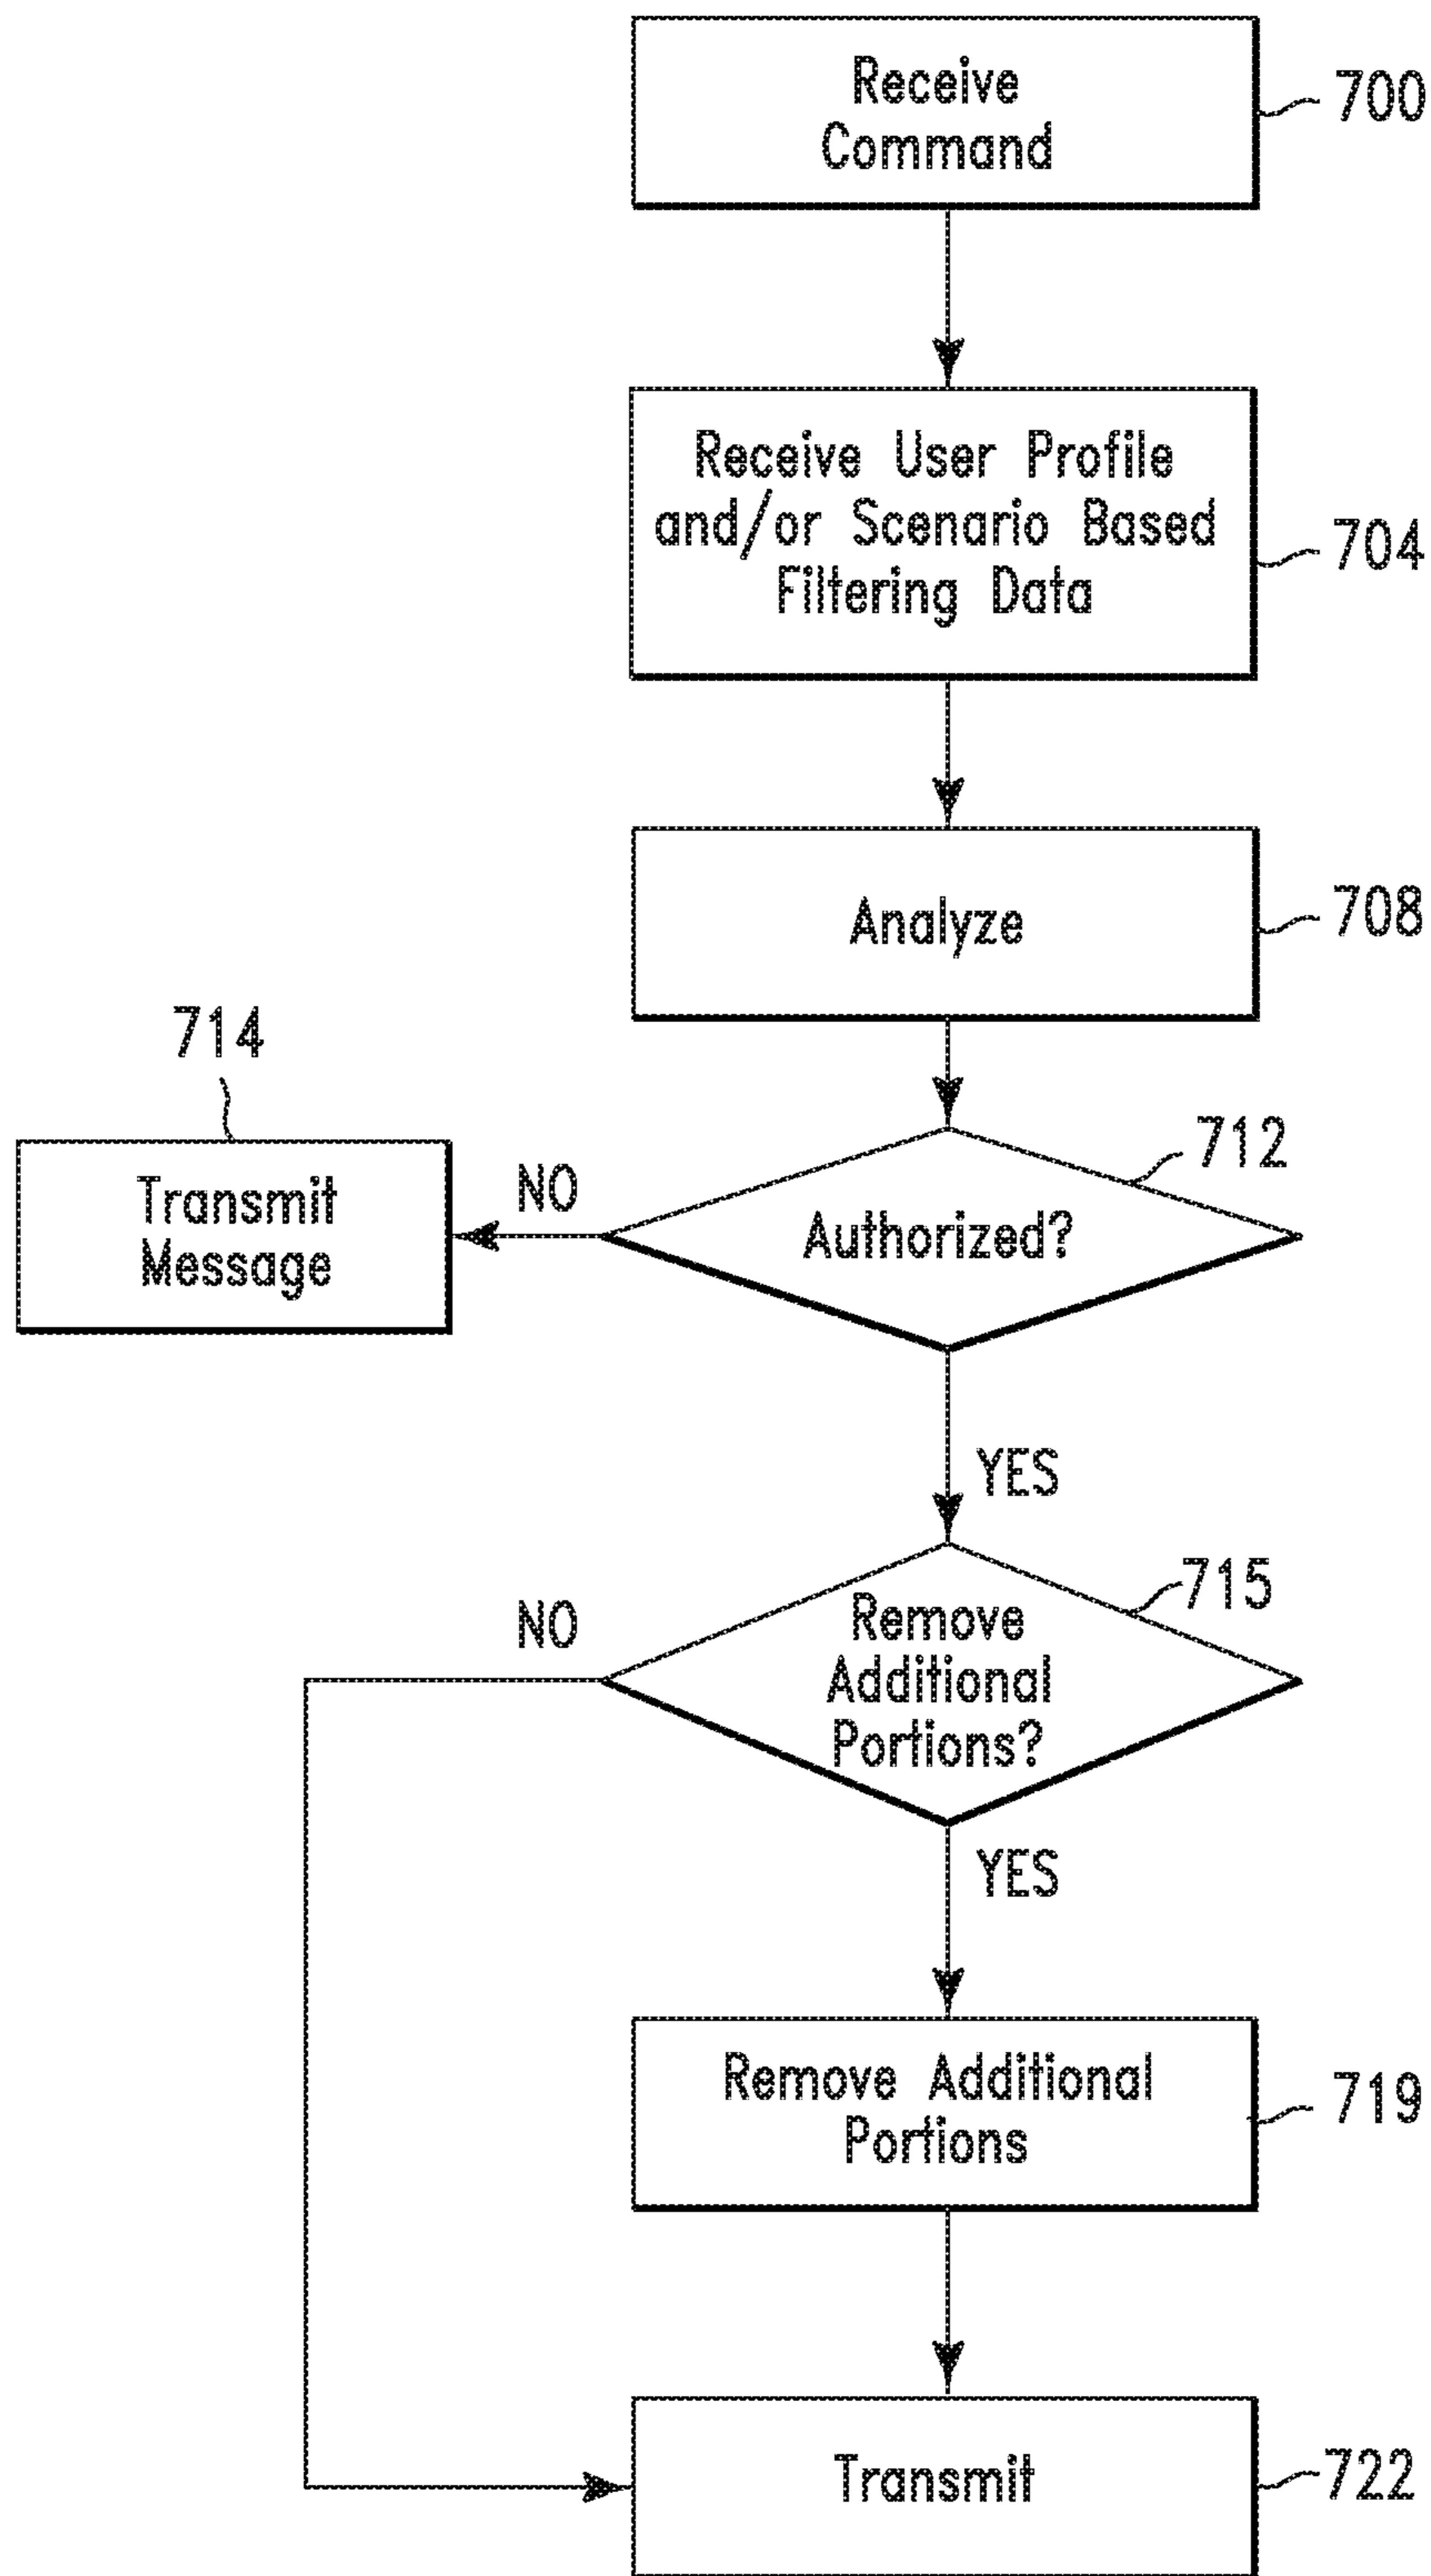 Receive
Command
700
Receive User Profile
and/or Scenario Based
Filtering Data
704
Analyze
708
714
Transmit
Message
NO
712
Authorized?
YES
715
NO
Remove
Additional
Portions?
YES
Remove Additional
Portions
719
Transmit
722